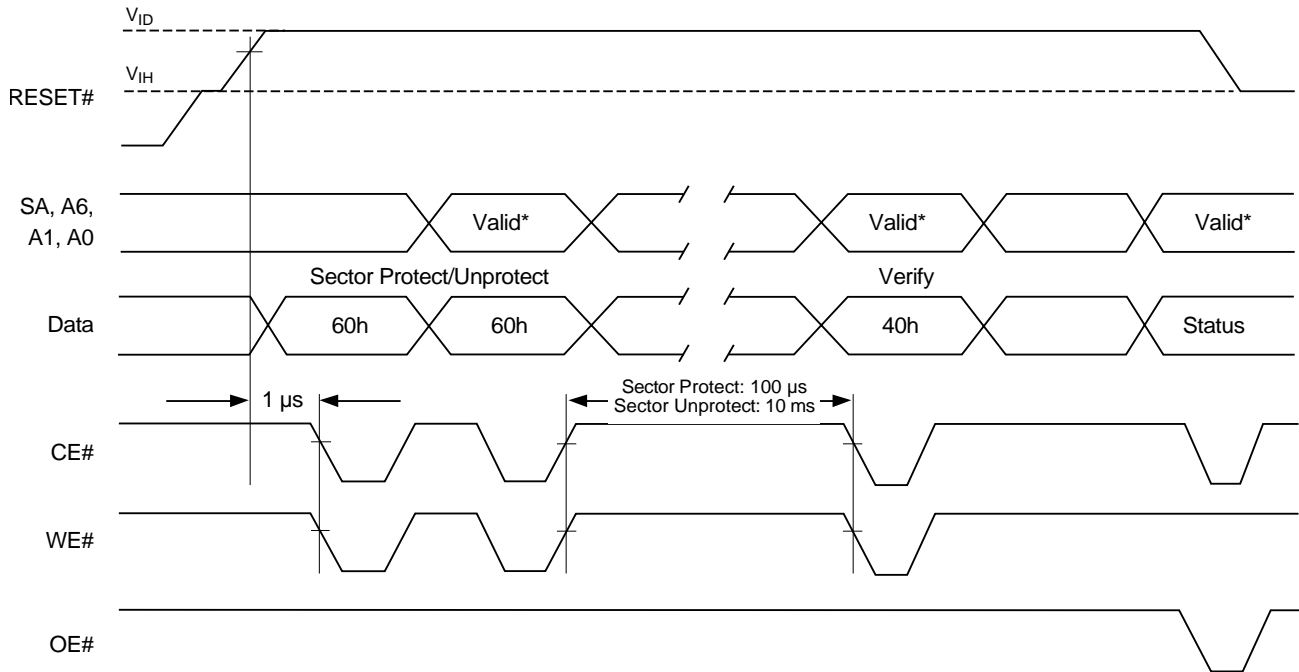 VID
VIH
RESET#
SA, A6,
A1, A0
Valid*
Valid*
Valid*
Sector Protect/Unprotect
Verify
Data
60h
60h
40h
Status
1 µs
Sector Protect: 100 µs
Sector Unprotect: 10 ms
CE#
WE#
OE#